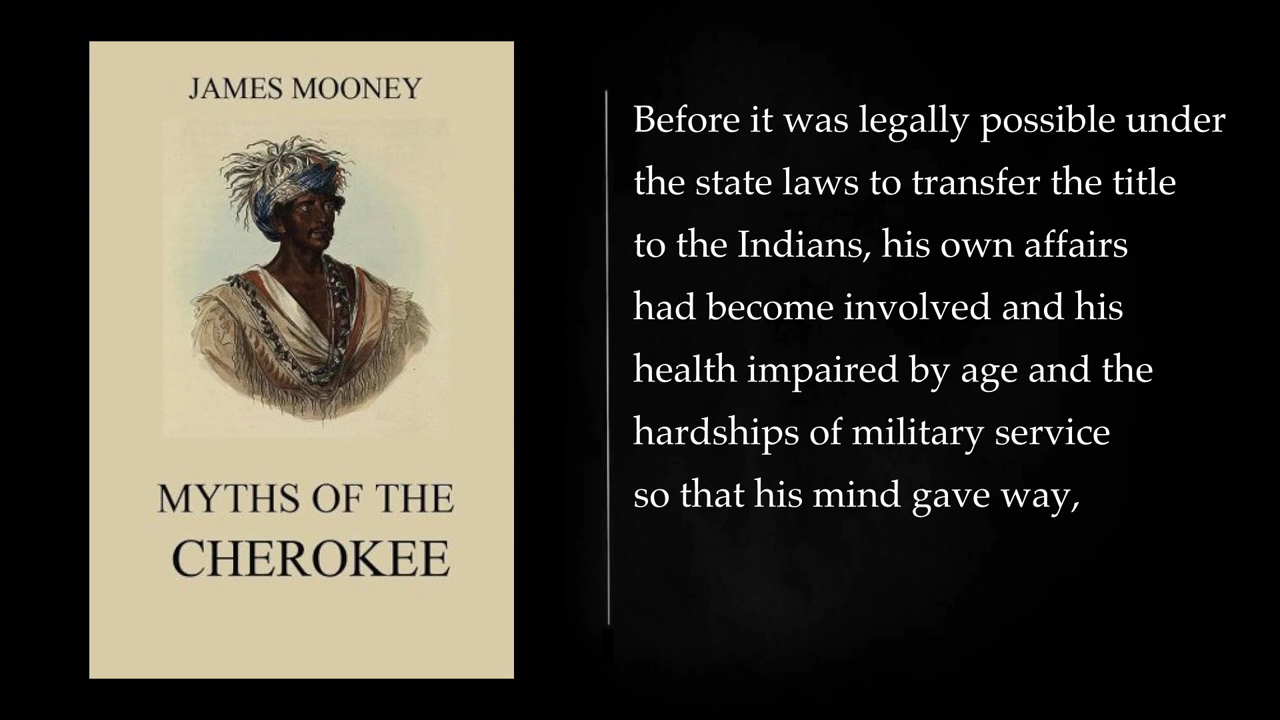 JAMES MOONEY
MYTHS OF THE
CHEROKEE
Before it was legally possible under
the state laws to transfer the title
to the Indians, his own affairs
had become involved and his
health impaired by age and the
hardships of military service
so that his mind gave way,